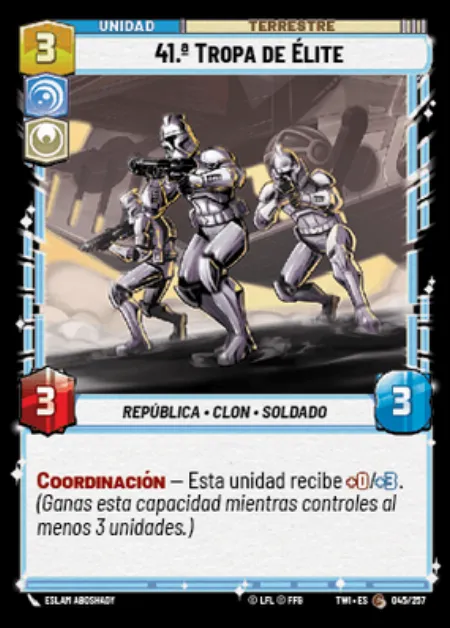 UNIDAD
TERRESTRE
3
41.ª TROPA DE ÉLITE
3
REPÚBLICA • CLON • SOLDADO
3
COORDINACIÓN – Esta unidad recibe +0/+3.
(Ganas esta capacidad mientras controles al
menos 3 unidades.)
ESLAM ABOSHADY
© LFL © FFG
TWI • ES
045/257